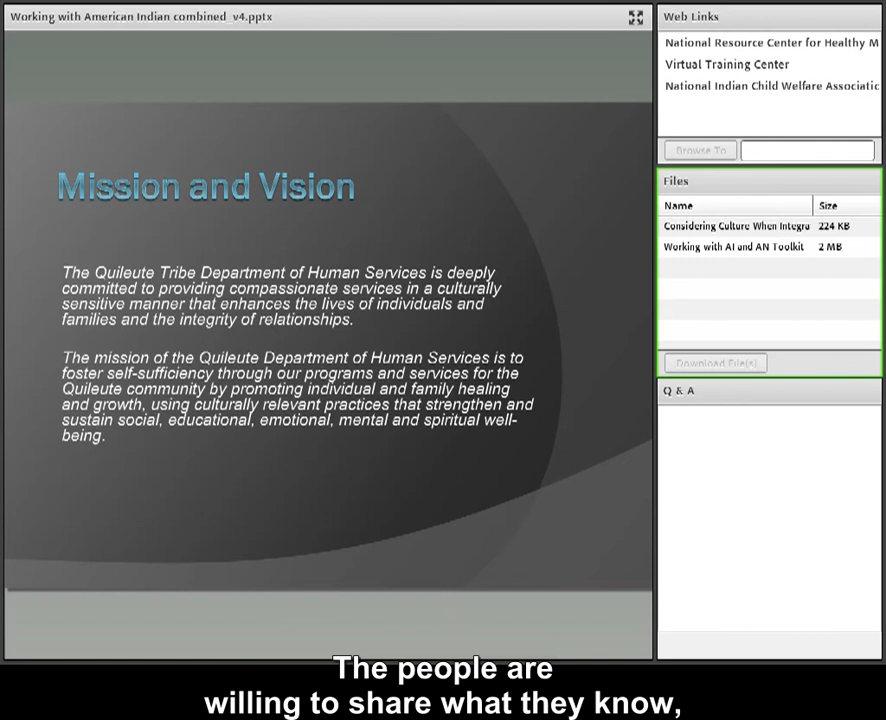 Working with American Indian combined_v4.pptx
Mission and Vision
The Quileute Tribe Department of Human Services is deeply
committed to providing compassionate services in a culturally
sensitive manner that enhances the lives of individuals and
families and the integrity of relationships.
The mission of the Quileute Department of Human Services is to
foster self-sufficiency through our programs and services for the
Quileute community by promoting individual and family healing
and growth, using culturally relevant practices that strengthen and
sustain social, educational, emotional, mental and spiritual well-
being.
Web Links
National Resource Center for Healthy M
Virtual Training Center
National Indian Child Welfare Associatic
Browse To
Files
Name Size
Considering Culture When Integra 224 KB
Working with AI and AN Toolkit 2 MB
Download File(s)
Q & A
The people are
willing to share what they know,